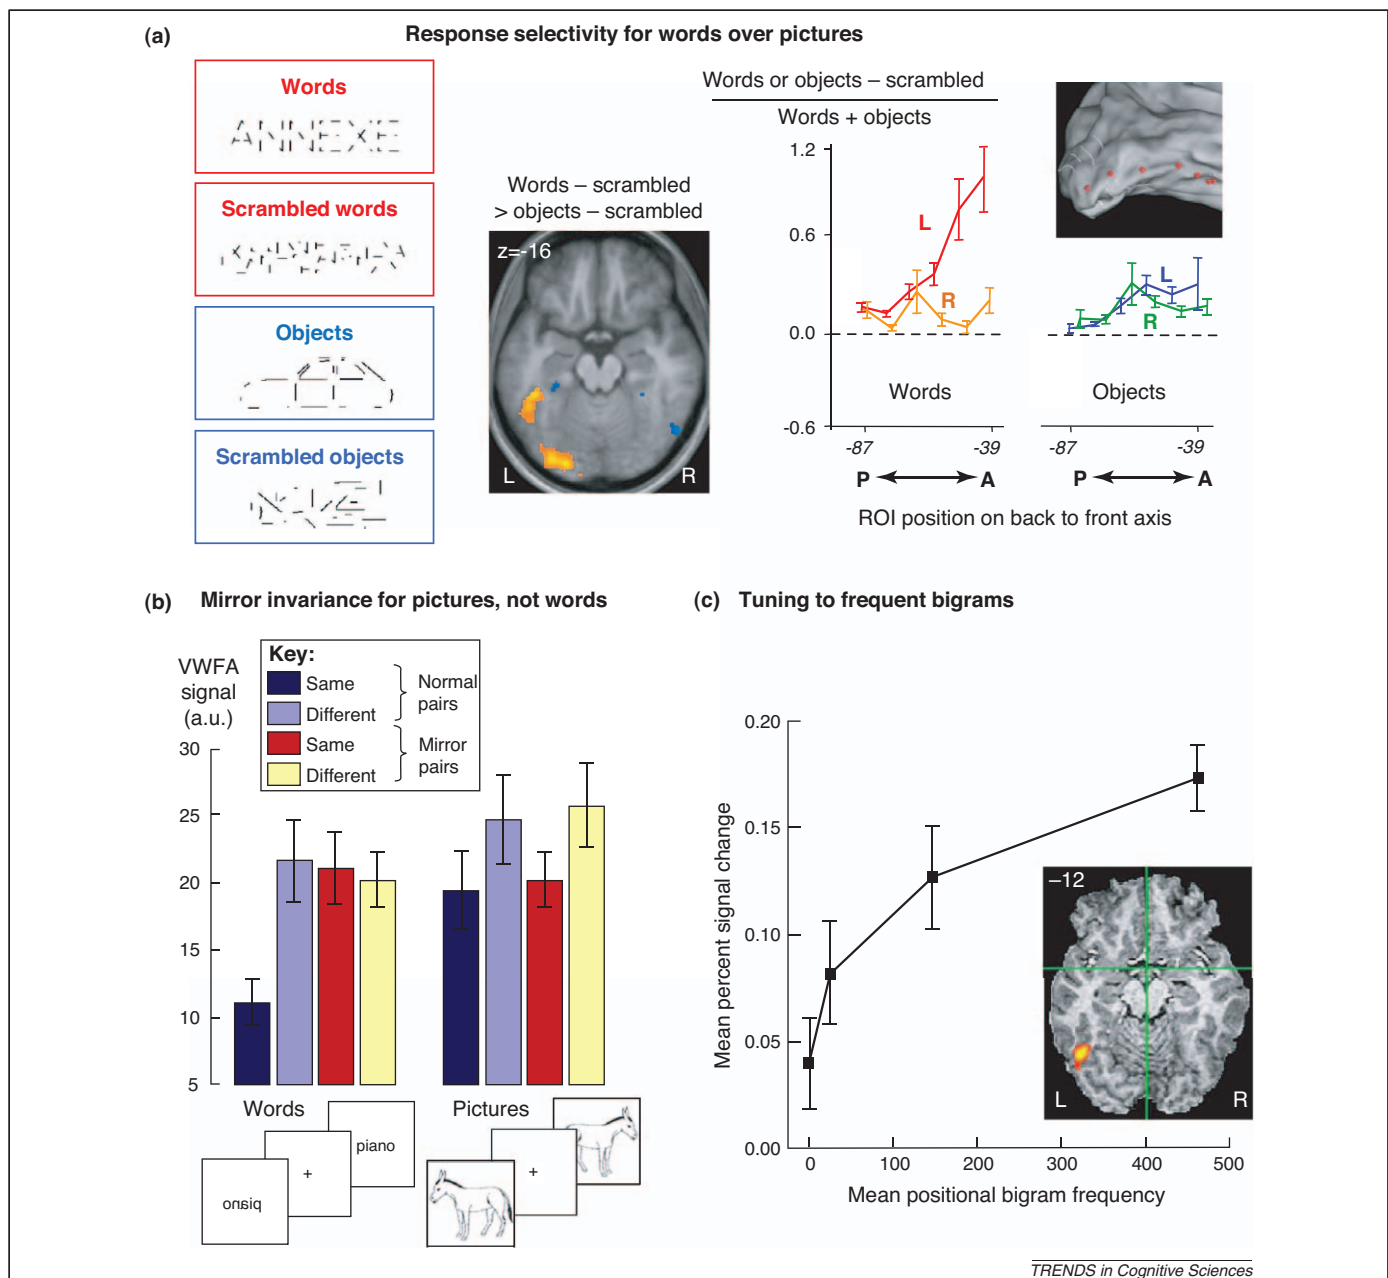 (a) Response selectivity for words over pictures
Words
ANNEXE
Scrambled words
Objects
Scrambled objects
Words – scrambled
> objects – scrambled
z=-16
L R
Words or objects – scrambled
Words + objects
1.2
0.6
0.0
-0.6
L
R
Words
-87 -39
P A
L
R
Objects
-87 -39
P A
ROI position on back to front axis
(b) Mirror invariance for pictures, not words
VWFA
signal
(a.u.)
Key:
Same
Different
Normal
pairs
Same
Different
Mirror
pairs
30
25
20
15
10
5
Words Pictures
piano
+
piano
+
(c) Tuning to frequent bigrams
Mean percent signal change
0.20
0.15
0.10
0.05
0.00
0 100 200 300 400 500
Mean positional bigram frequency
–12
L R
TRENDS in Cognitive Sciences